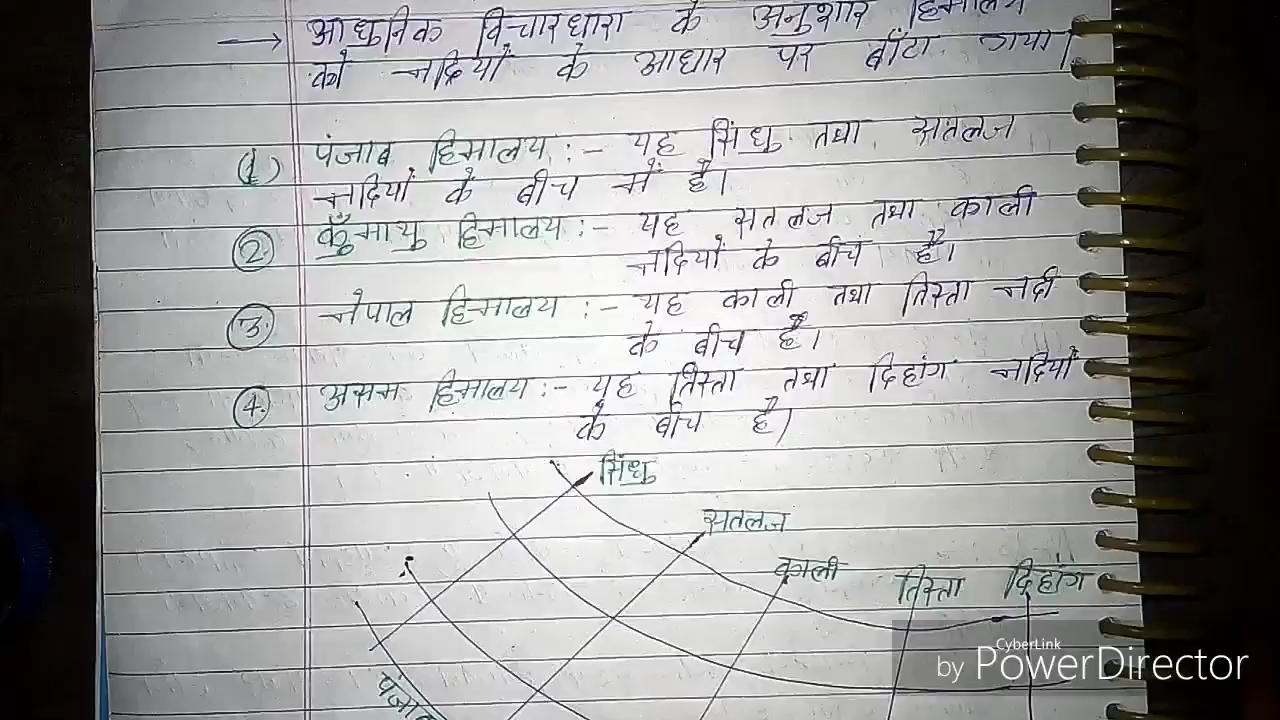 आधुनिक विचारधारा के अनुशार हिमालय
को नदियों के आधार पर बाँटा गया।
(1) पंजाब हिमालय :- यह सिंधु तथा सतलज
नदियों के बीच में है।
(2) कुँमायु हिमालय :- यह सतलज तथा काली
नदियों के बीच है।
(3.) नेपाल हिमालय :- यह काली तथा तिस्ता नदी
के बीच है।
(4.) असम हिमालय :- यह तिस्ता तथा दिहांग नदियों
के बीच है।
सिंधु
सतलज
काली
तिस्ता दिहांग
CyberLink
by PowerDirector
पंजाब